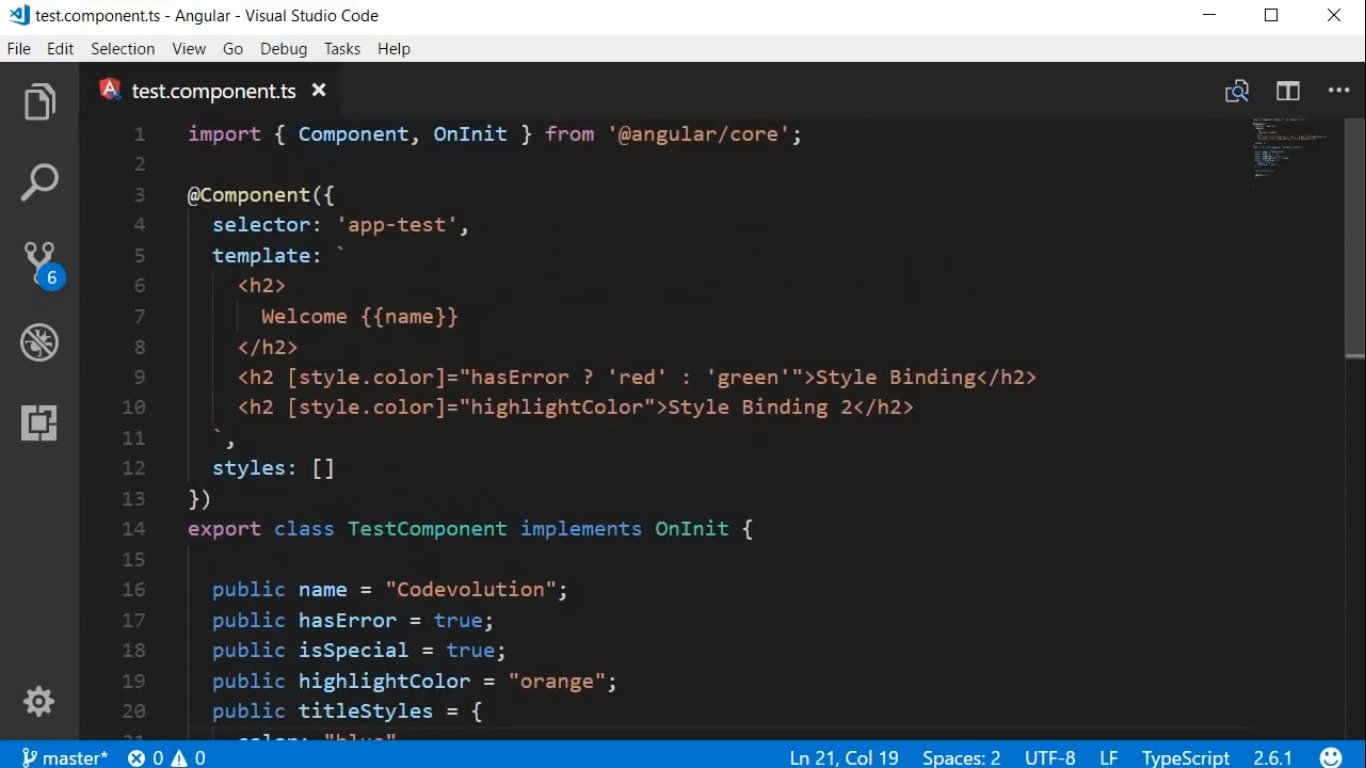 test.component.ts - Angular - Visual Studio Code
File Edit Selection View Go Debug Tasks Help
test.component.ts
1 import { Component, OnInit } from '@angular/core';
2
3 @Component({
4 selector: 'app-test',
5 template: `
6 <h2>
7 Welcome {{name}}
8 </h2>
9 <h2 [style.color]="hasError ? 'red' : 'green'">Style Binding</h2>
10 <h2 [style.color]="highlightColor">Style Binding 2</h2>
11 `,
12 styles: []
13 })
14 export class TestComponent implements OnInit {
15
16 public name = "Codevolution";
17 public hasError = true;
18 public isSpecial = true;
19 public highlightColor = "orange";
20 public titleStyles = {
21 color: "blue"
6
master* 0 0 Ln 21, Col 19 Spaces: 2 UTF-8 LF TypeScript 2.6.1